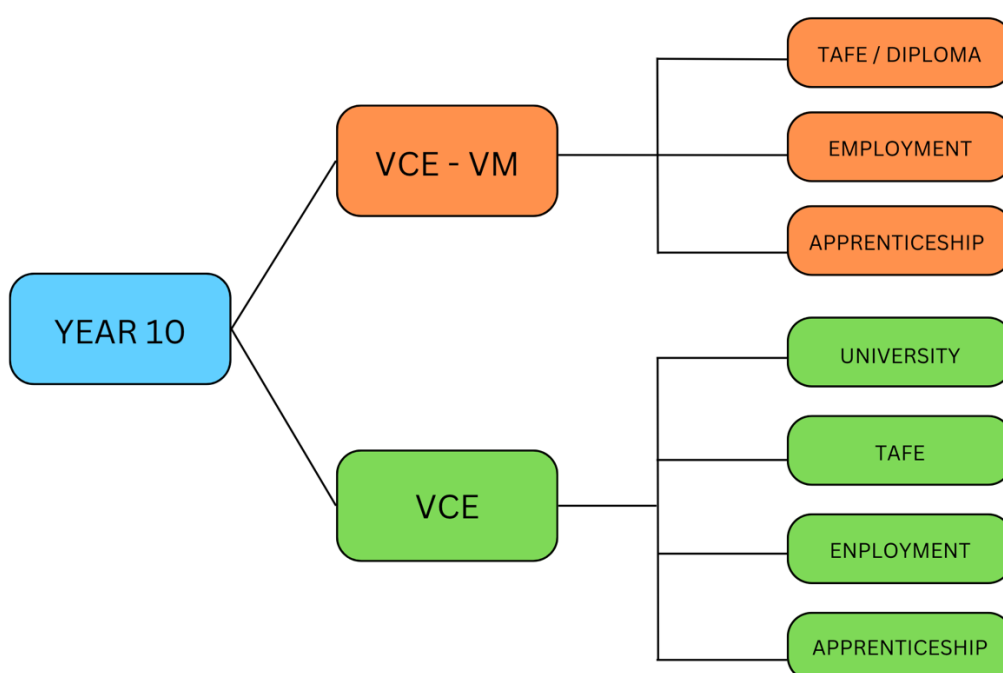 YEAR 10
VCE - VM
TAFE / DIPLOMA
EMPLOYMENT
APPRENTICESHIP
VCE
UNIVERSITY
TAFE
ENPLOYMENT
APPRENTICESHIP